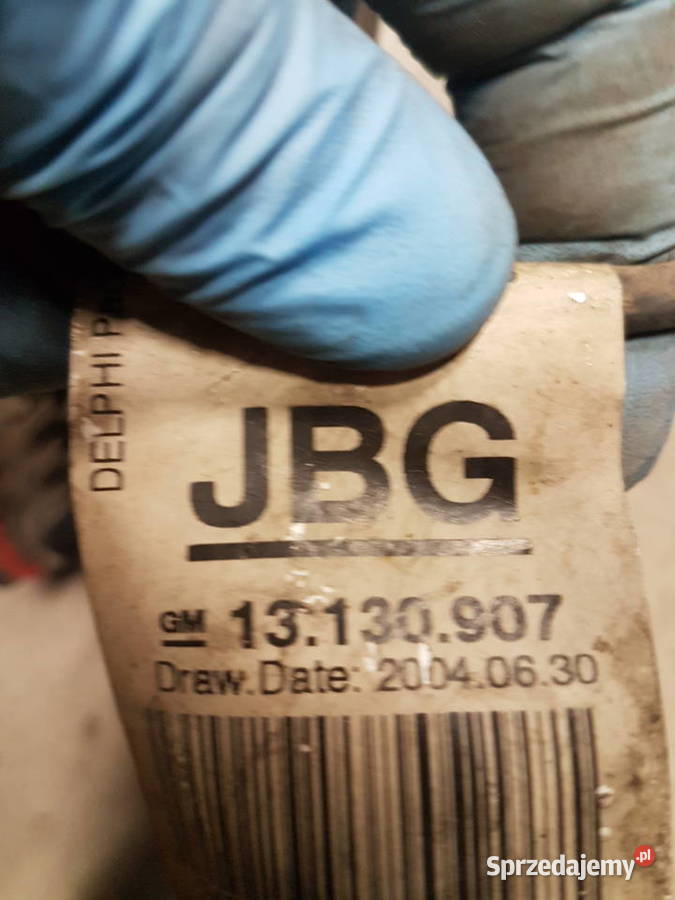 DELPHI
JBG
GM 13.130.907
Draw.Date: 2004.06.30
Sprzedajemy.pl